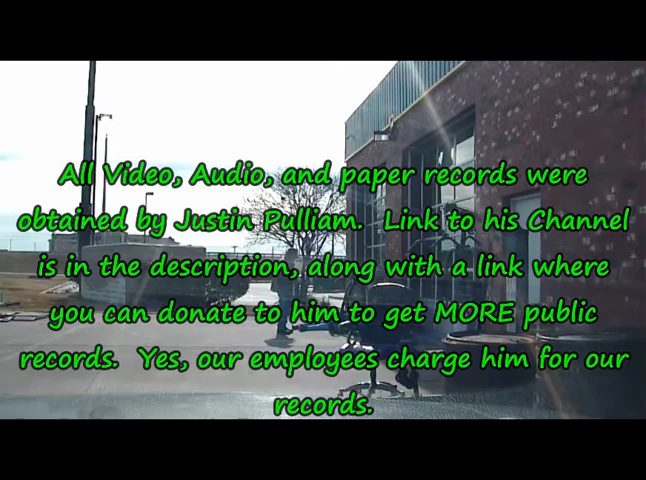 All Video, Audio, and paper records were
obtained by Justin Pulliam.  Link to his Channel
is in the description, along with a link where
you can donate to him to get MORE public
records.  Yes, our employees charge him for our
records.